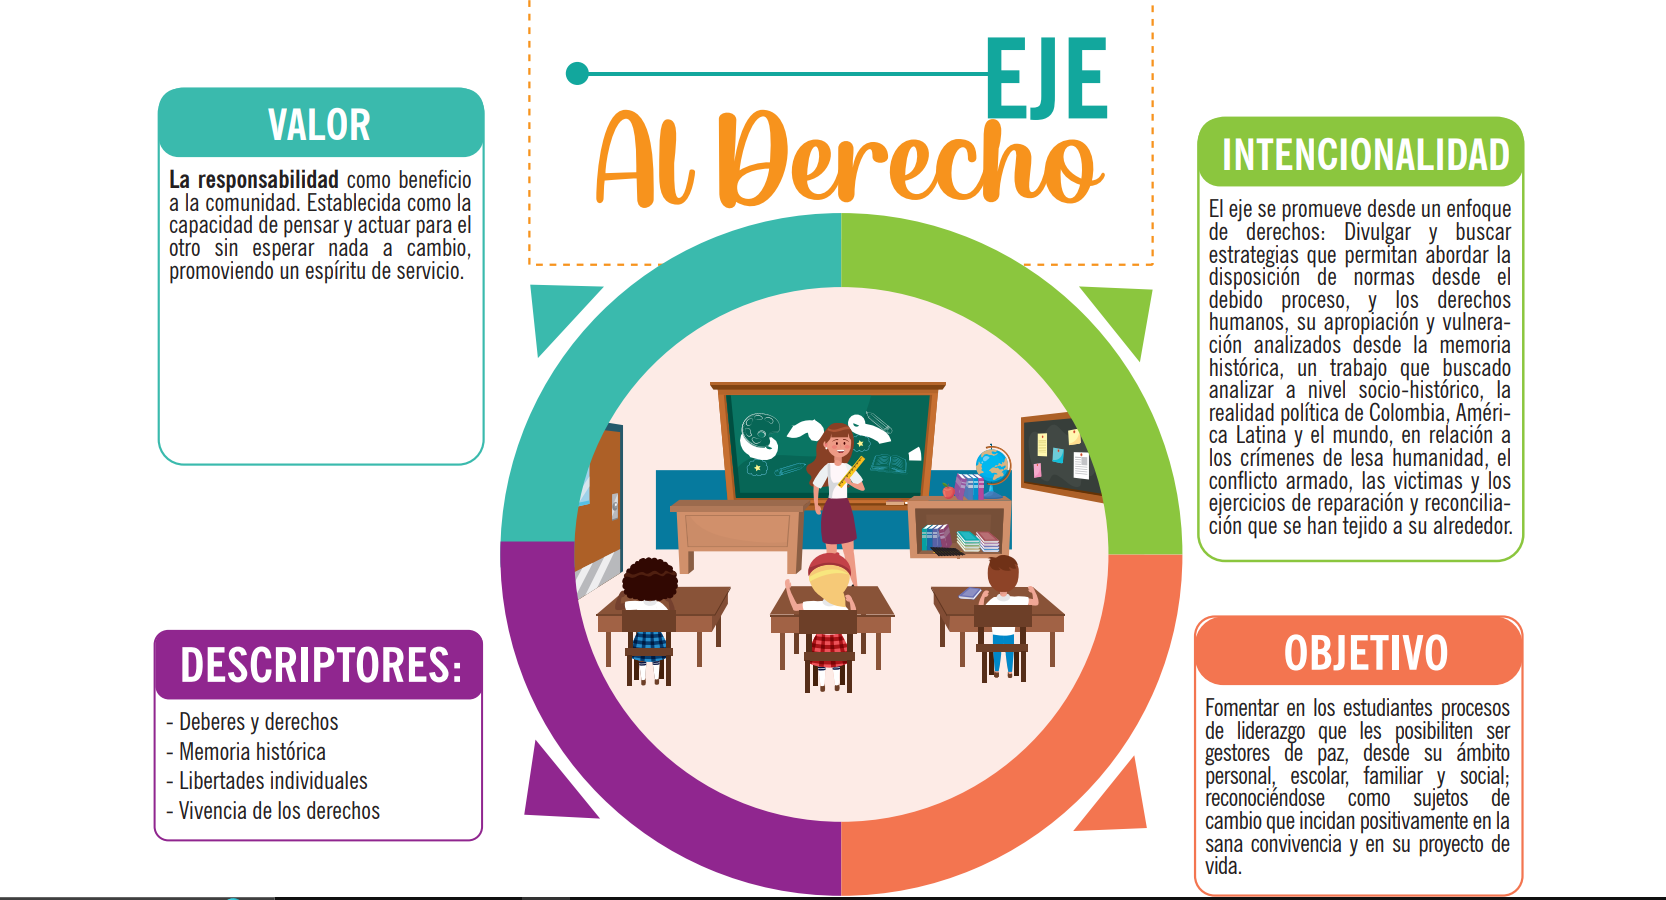 EJE
Al Derecho
VALOR
La responsabilidad como beneficio
a la comunidad. Establecida como la
capacidad de pensar y actuar para el
otro sin esperar nada a cambio,
promoviendo un espíritu de servicio.
INTENCIONALIDAD
El eje se promueve desde un enfoque
de derechos: Divulgar y buscar
estrategias que permitan abordar la
disposición de normas desde el
debido proceso, y los derechos
humanos, su apropiación y vulnera-
ción analizados desde la memoria
histórica, un trabajo que buscado
analizar a nivel socio-histórico, la
realidad política de Colombia, Améri-
ca Latina y el mundo, en relación a
los crímenes de lesa humanidad, el
conflicto armado, las victimas y los
ejercicios de reparación y reconcilia-
ción que se han tejido a su alrededor.
DESCRIPTORES:
- Deberes y derechos
- Memoria histórica
- Libertades individuales
- Vivencia de los derechos
OBJETIVO
Fomentar en los estudiantes procesos
de liderazgo que les posibiliten ser
gestores de paz, desde su ámbito
personal, escolar, familiar y social;
reconociéndose como sujetos de
cambio que incidan positivamente en la
sana convivencia y en su proyecto de
vida.